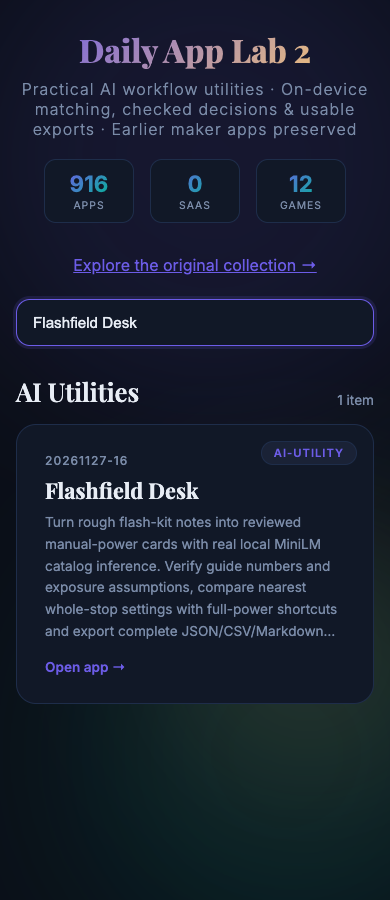 Daily App Lab 2
Practical AI workflow utilities · On-device
matching, checked decisions & usable
exports · Earlier maker apps preserved
916
APPS
0
SAAS
12
GAMES
Explore the original collection →
Flashfield Desk
AI Utilities
1 item
20261127-16
AI-UTILITY
Flashfield Desk
Turn rough flash-kit notes into reviewed
manual-power cards with real local MiniLM
catalog inference. Verify guide numbers and
exposure assumptions, compare nearest
whole-stop settings with full-power shortcuts
and export complete JSON/CSV/Markdown...
Open app →